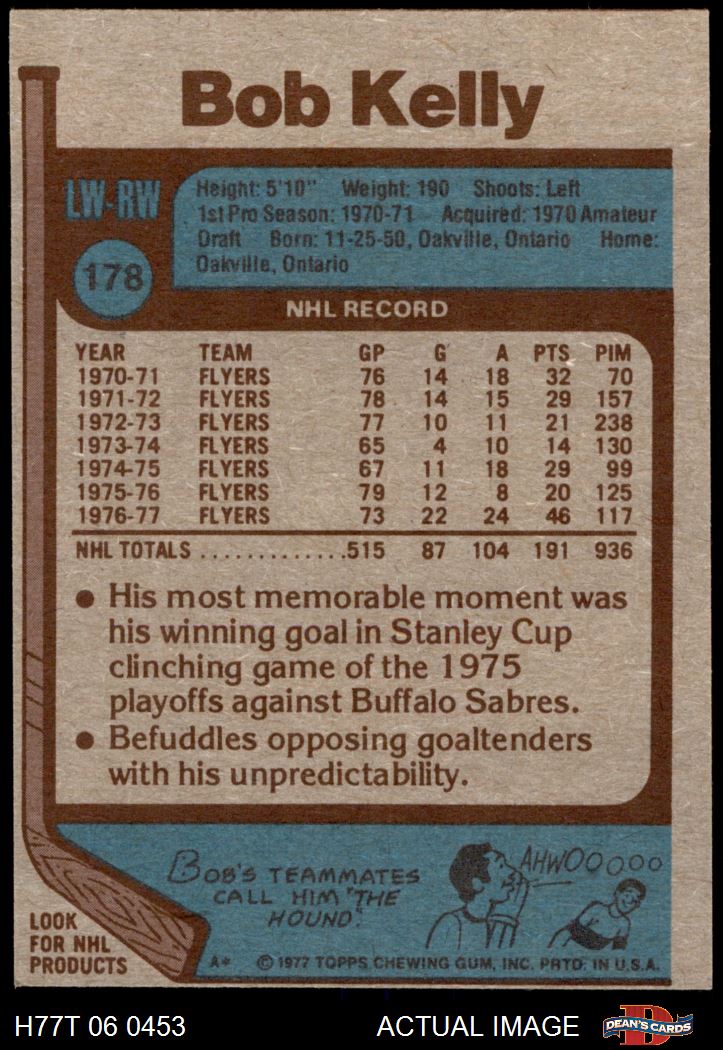 Bob Kelly
LW-RW
178
Height: 5'10" Weight: 190 Shoots: Left
1st Pro Season: 1970-71 Acquired: 1970 Amateur
Draft Born: 11-25-50, Oakville, Ontario Home:
Oakville, Ontario
NHL RECORD
YEAR TEAM GP G A PTS PIM
1970-71 FLYERS 76 14 18 32 70
1971-72 FLYERS 78 14 15 29 157
1972-73 FLYERS 77 10 11 21 238
1973-74 FLYERS 65 4 10 14 130
1974-75 FLYERS 67 11 18 29 99
1975-76 FLYERS 79 12 8 20 125
1976-77 FLYERS 73 22 24 46 117
NHL TOTALS .............515 87 104 191 936
● His most memorable moment was
his winning goal in Stanley Cup
clinching game of the 1975
playoffs against Buffalo Sabres.
● Befuddles opposing goaltenders
with his unpredictability.
BOB'S TEAMMATES
CALL HIM "THE
HOUND".
AHWOOOOOO
LOOK
FOR NHL
PRODUCTS
A* © 1977 TOPPS CHEWING GUM, INC. PRTD. IN U.S.A.
H77T 06 0453 ACTUAL IMAGE
D
DEAN'S CARDS